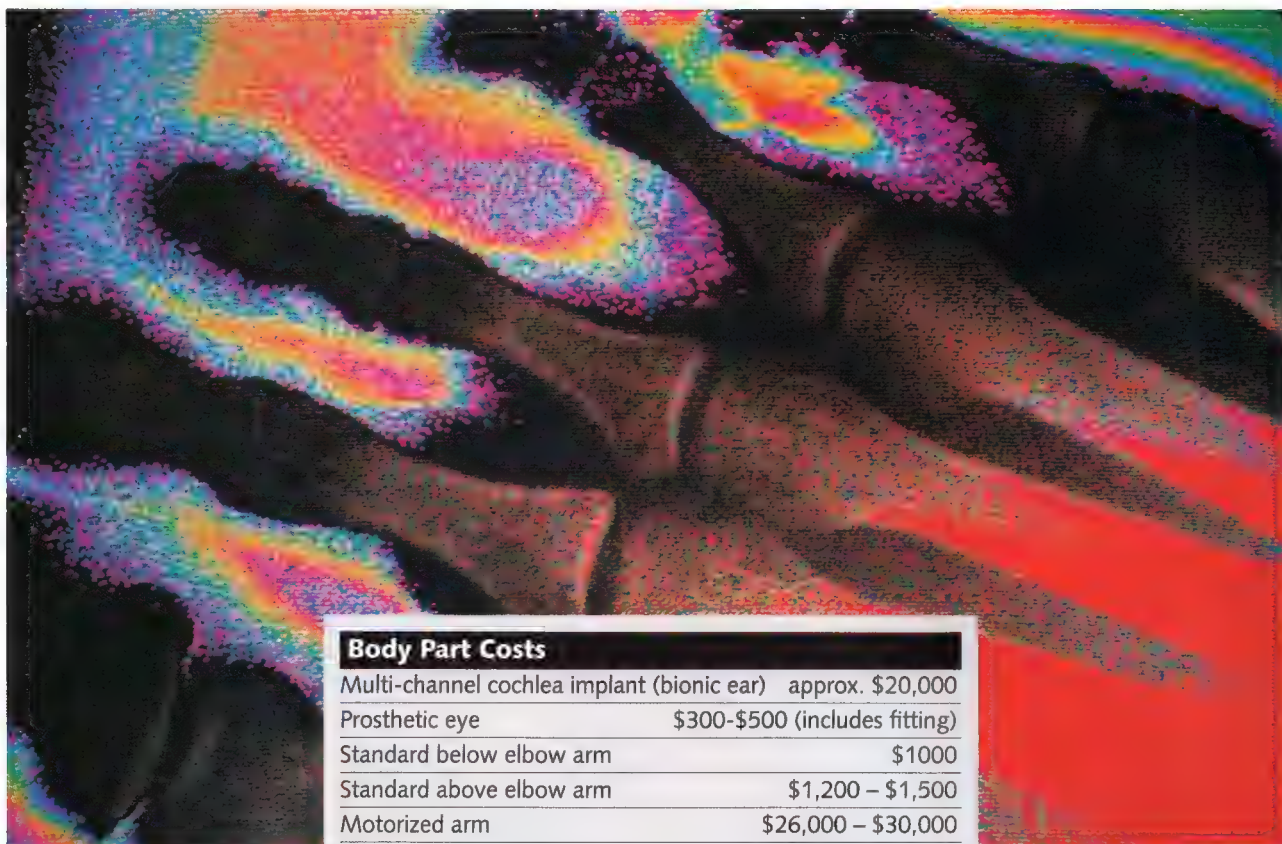 Body Part Costs
Multi-channel cochlea implant (bionic ear) approx. $20,000
Prosthetic eye $300-$500 (includes fitting)
Standard below elbow arm $1000
Standard above elbow arm $1,200 – $1,500
Motorized arm $26,000 – $30,000